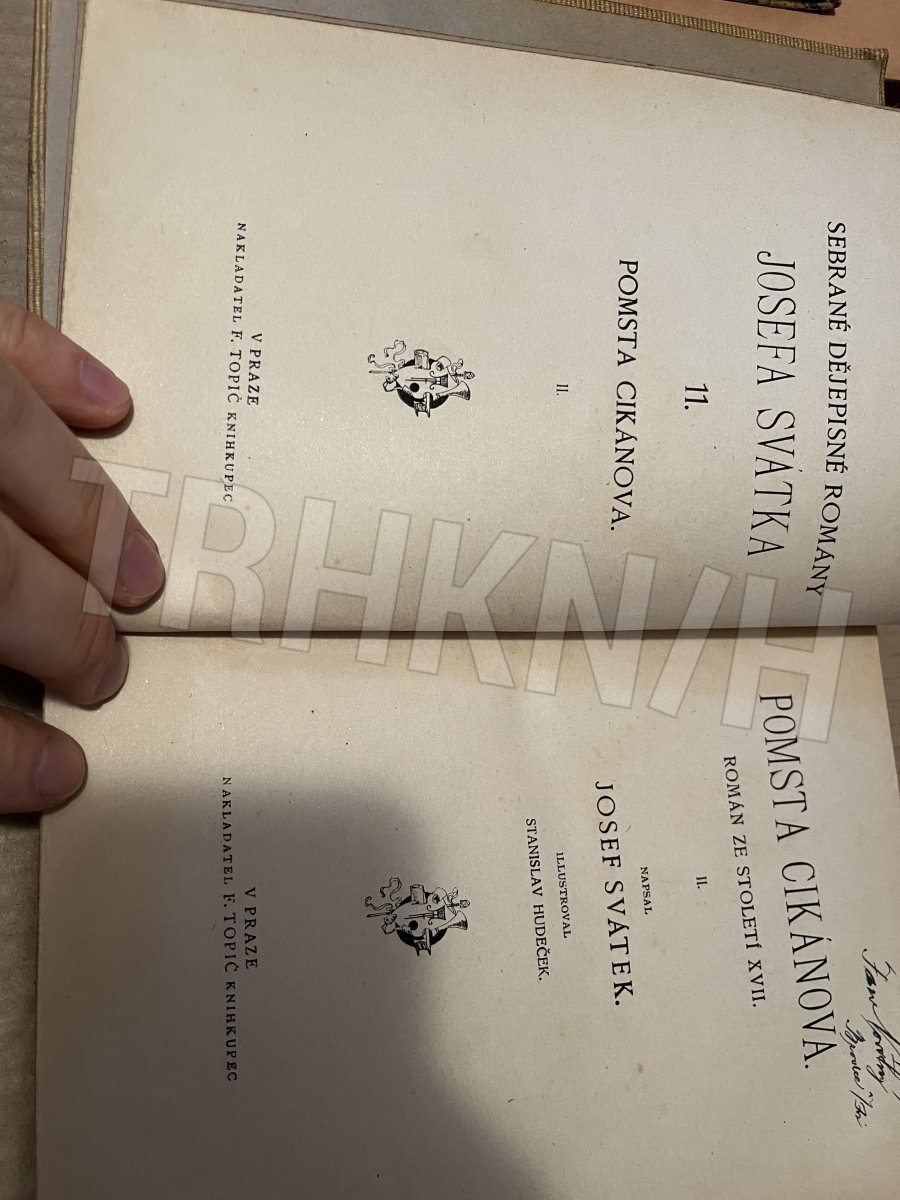 SEBRANÉ DĚJEPISNÉ ROMÁNY
JOSEFA SVÁTKA
11.
POMSTA CIKÁNOVA.
II.
V PRAZE
NAKLADATEL F. TOPIČ KNIHKUPEC
POMSTA CIKÁNOVA.
ROMÁN ZE STOLETÍ XVII.
II.
NAPSAL
JOSEF SVÁTEK.
ILLUSTROVAL
STANISLAV HUDEČEK.
V PRAZE
NAKLADATEL F. TOPIČ KNIHKUPEC
TRHKN/H